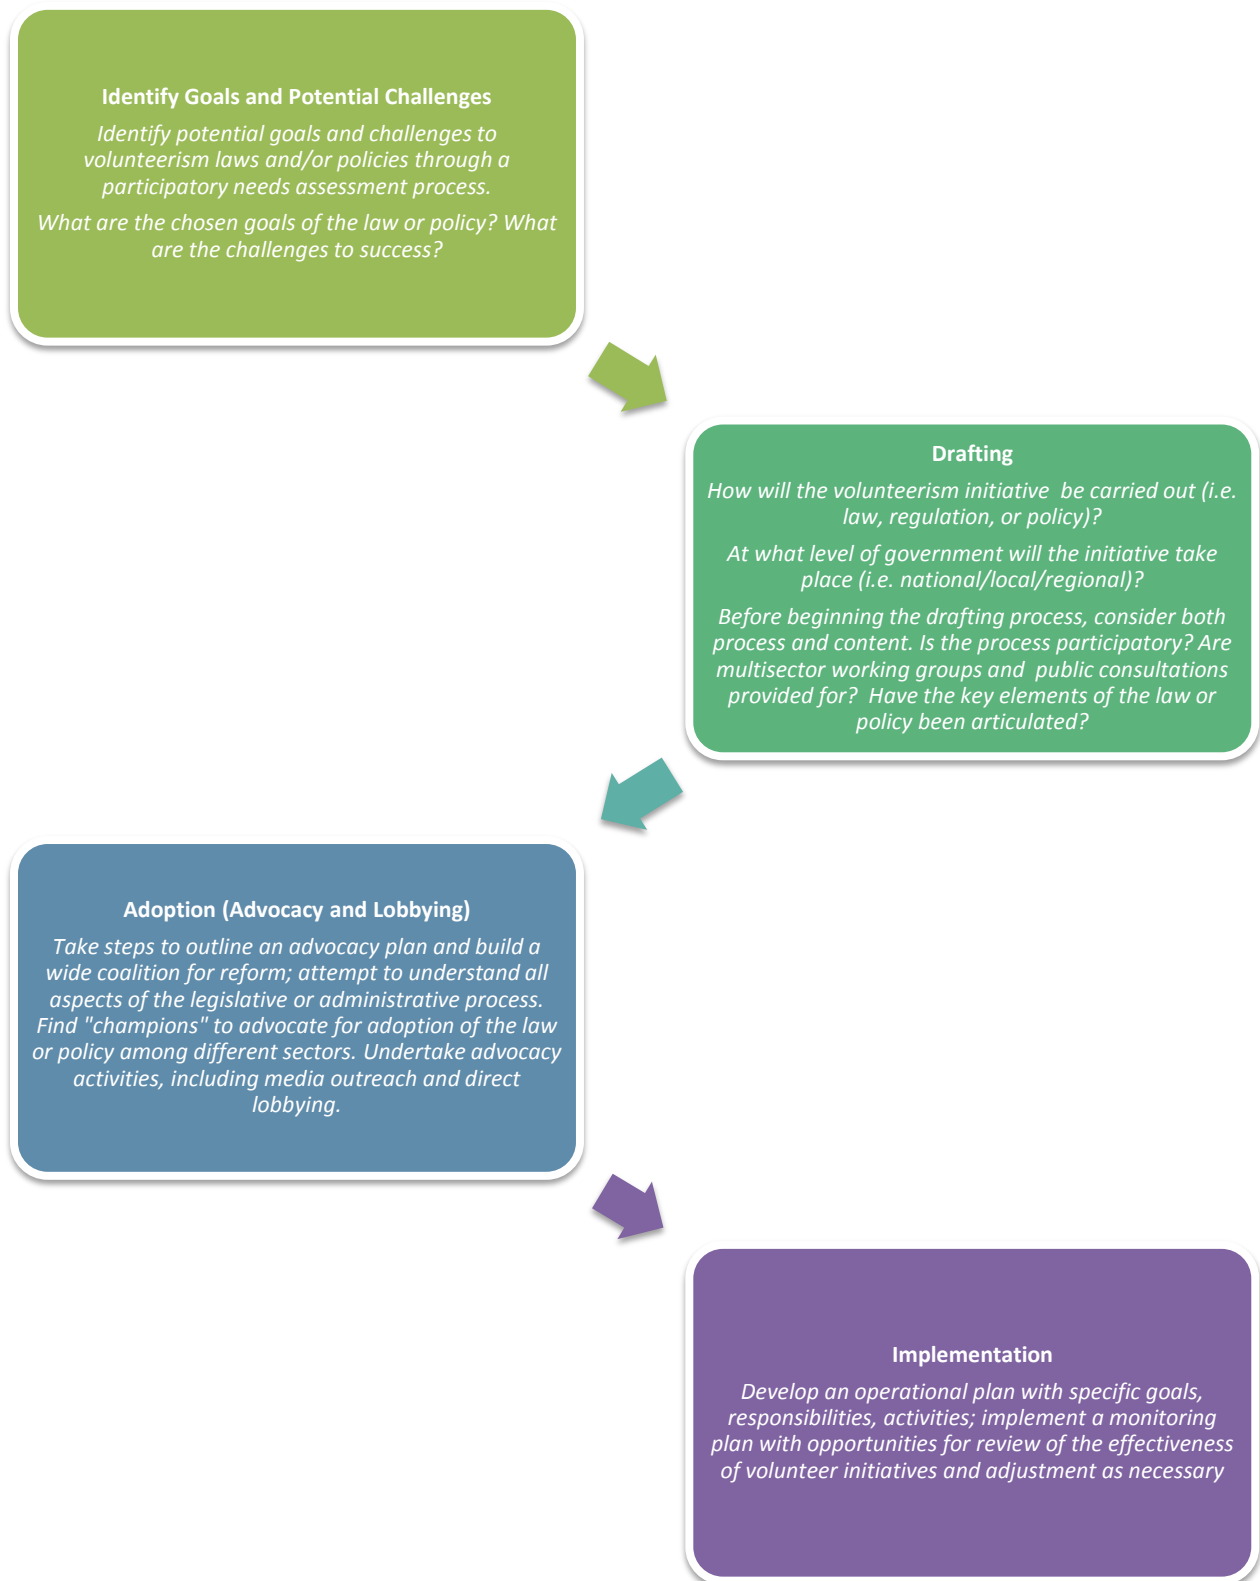 Identify Goals and Potential Challenges
Identify potential goals and challenges to
volunteerism laws and/or policies through a
participatory needs assessment process.
What are the chosen goals of the law or policy? What
are the challenges to success?
Drafting
How will the volunteerism initiative  be carried out (i.e.
law, regulation, or policy)?
At what level of government will the initiative take
place (i.e. national/local/regional)?
Before beginning the drafting process, consider both
process and content. Is the process participatory? Are
multisector working groups and  public consultations
provided for?  Have the key elements of the law or
policy been articulated?
Adoption (Advocacy and Lobbying)
Take steps to outline an advocacy plan and build a
wide coalition for reform; attempt to understand all
aspects of the legislative or administrative process.
Find "champions" to advocate for adoption of the law
or policy among different sectors. Undertake advocacy
activities, including media outreach and direct
lobbying.
Implementation
Develop an operational plan with specific goals,
responsibilities, activities; implement a monitoring
plan with opportunities for review of the effectiveness
of volunteer initiatives and adjustment as necessary